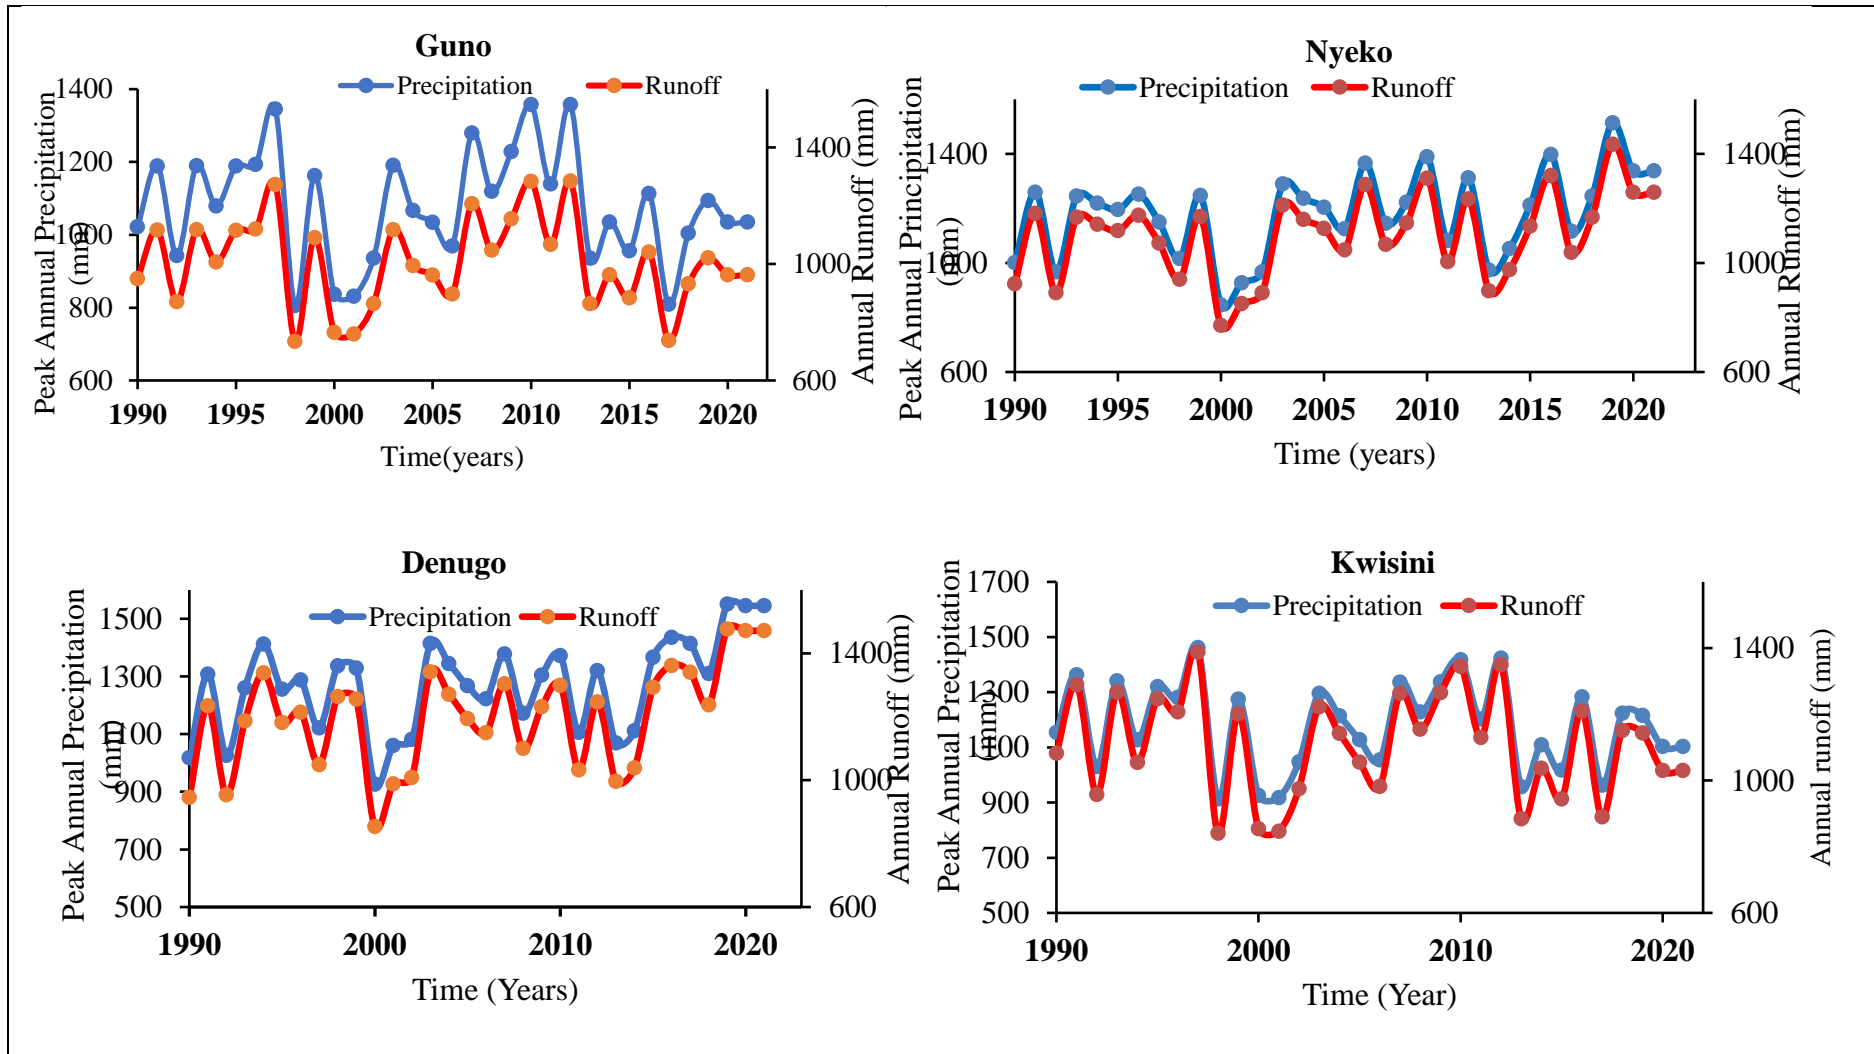 Guno
Precipitation Runoff
Peak Annual Precipitation
(mm)
1400
1200
1000
800
600
1400
1000
600
Annual Runnoff (mm)
1990 1995 2000 2005 2010 2015 2020
Time(years)
Nyeko
Precipitation Runoff
Peak Annual Principitation
(mm)
1400
1000
600
1400
1000
600
Annual Runnoff (mm)
1990 1995 2000 2005 2010 2015 2020
Time (years)
Denugo
Precipitation Runoff
Peak Annual Precipitation
(mm)
1500
1300
1100
900
700
500
1400
1000
600
Annual Runoff (mm)
1990 2000 2010 2020
Time (Years)
Kwisini
Precipitation Runoff
Peak Annual Precipitation
(mm)
1700
1500
1300
1100
900
700
500
1400
1000
600
Annual runoff (mm)
1990 2000 2010 2020
Time (Year)